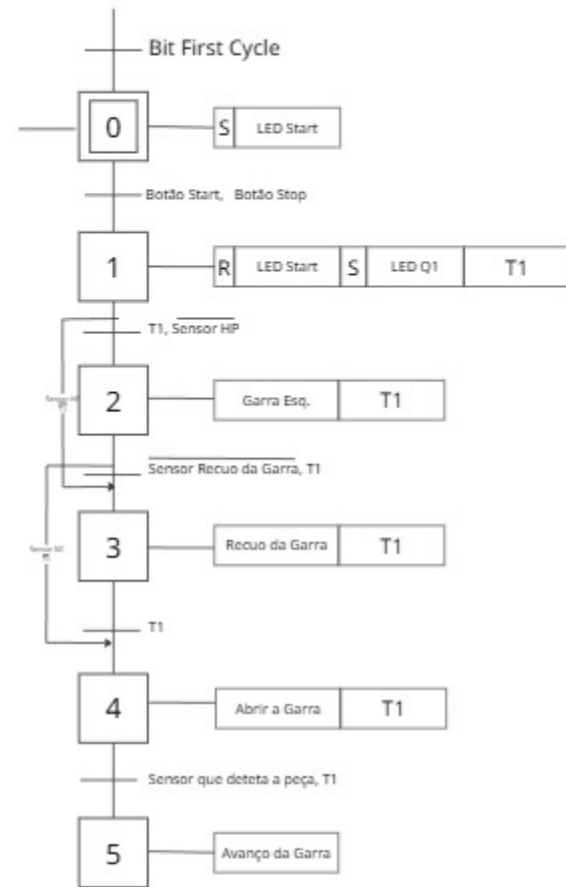 Bit First Cycle
0
S LED Start
Botão Start, Botão Stop
1
R LED Start S LED Q1 T1
T1, Sensor HP
2
Garra Esq. T1
Sensor Recuo da Garra, T1
3
Recuo da Garra T1
T1
4
Abrir a Garra T1
Sensor que deteta a peça, T1
5
Avanço da Garra